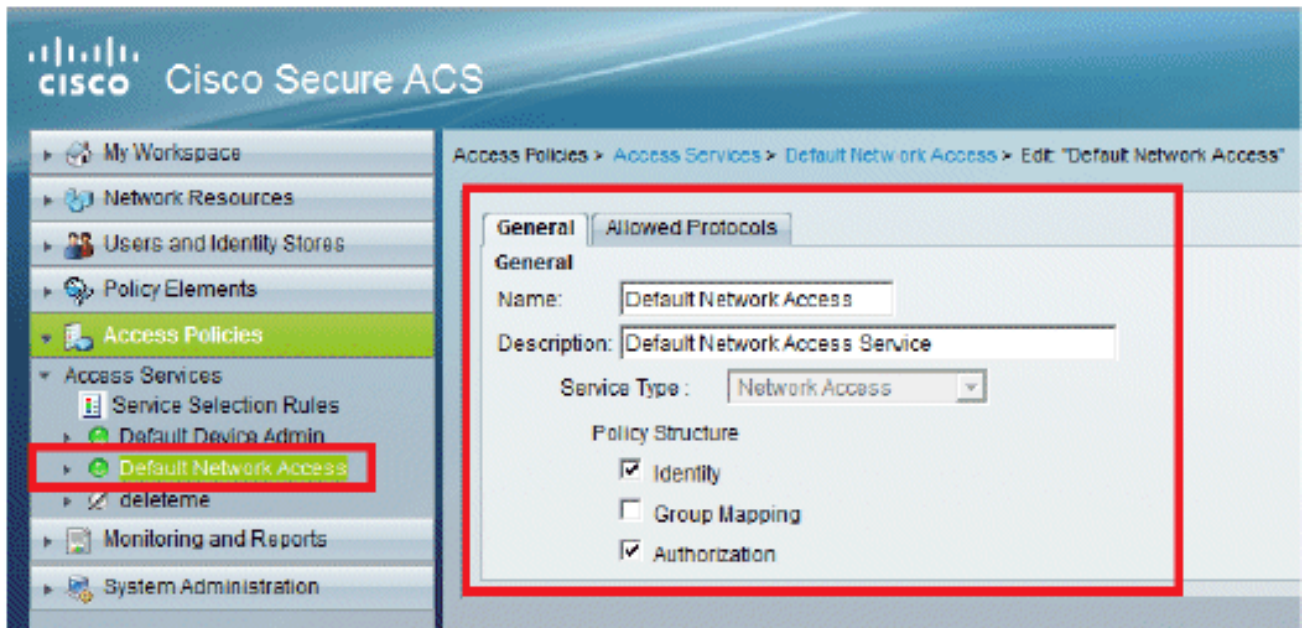 CISCO Cisco Secure ACS
My Workspace
Network Resources
Users and Identity Stores
Policy Elements
Access Policies
Access Services
Service Selection Rules
Default Device Admin
Default Network Access
deleteme
Monitoring and Reports
System Administration
Access Policies > Access Services > Default Network Access > Edit: "Default Network Access"
General Allowed Protocols
General
Name: Default Network Access
Description: Default Network Access Service
Service Type : Network Access
Policy Structure
Identity
Group Mapping
Authorization